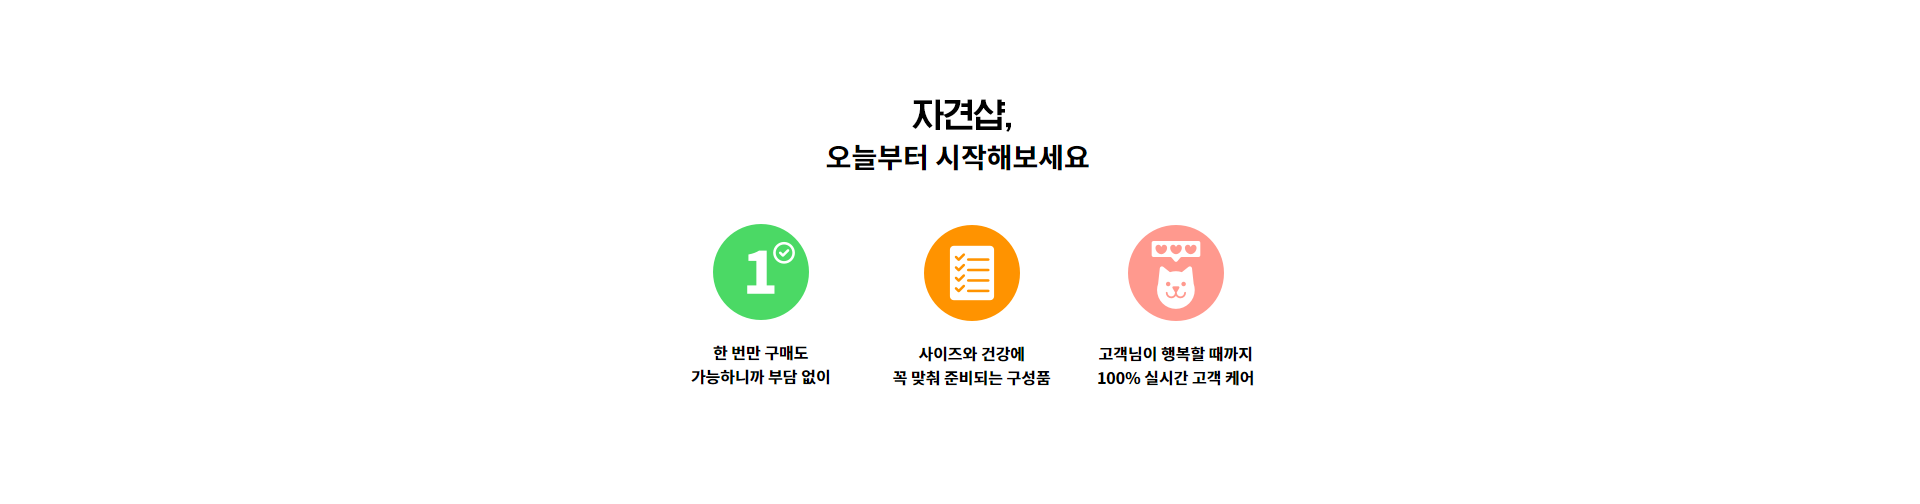 자견샵,
오늘부터 시작해보세요
1
한 번만 구매도
가능하니까 부담 없이
사이즈와 건강에
꼭 맞춰 준비되는 구성품
고객님이 행복할 때까지
100% 실시간 고객 케어